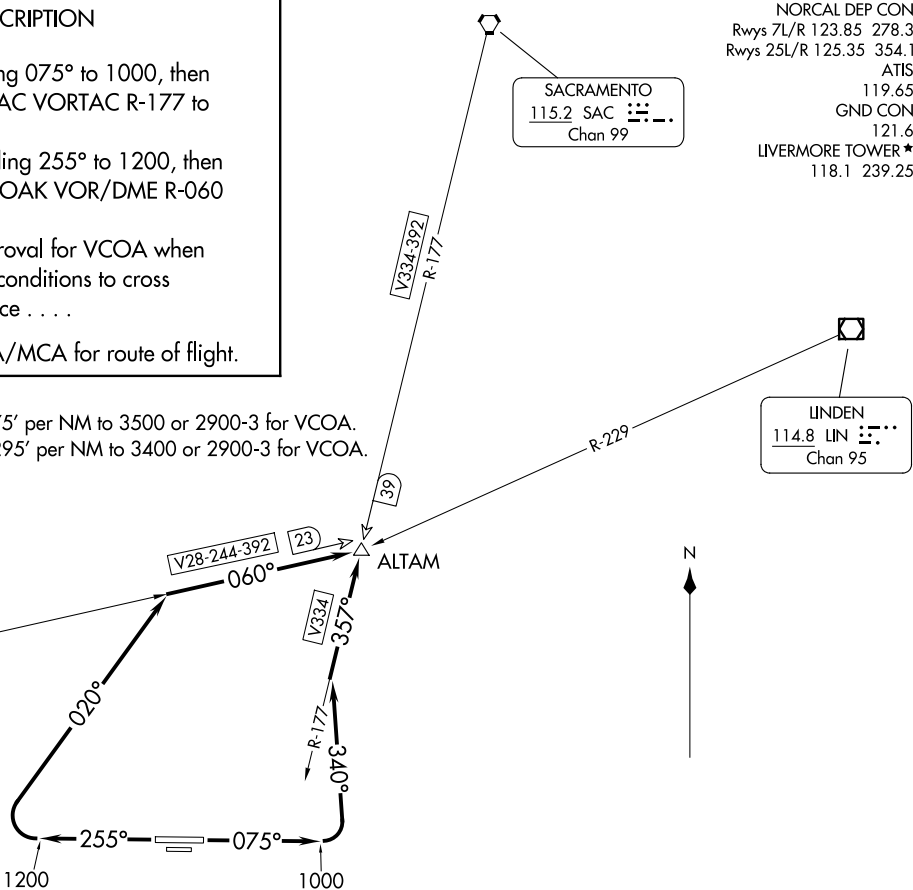 CRIPTION
ng 075° to 1000, then
AC VORTAC R-177 to
ling 255° to 1200, then
OAK VOR/DME R-060
roval for VCOA when
conditions to cross
ce . . . .
A/MCA for route of flight.
5' per NM to 3500 or 2900-3 for VCOA.
295' per NM to 3400 or 2900-3 for VCOA.
NORCAL DEP CON
Rwys 7L/R 123.85 278.3
Rwys 25L/R 125.35 354.1
ATIS
119.65
GND CON
121.6
LIVERMORE TOWER★
118.1 239.25
SACRAMENTO
115.2 SAC
Chan 99
V334-392
R-177
LINDEN
114.8 LIN
Chan 95
R-229
39
V28-244-392
23
ALTAM
060°
V334
357°
N
020°
R-177
340°
255°
075°
1200
1000